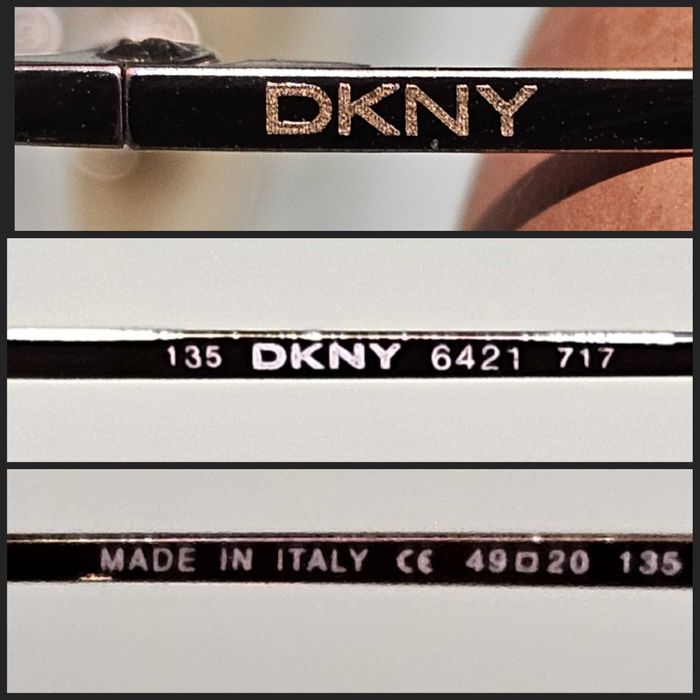 DKNY
135 DKNY 6421 717
MADE IN ITALY CE 49□20 135